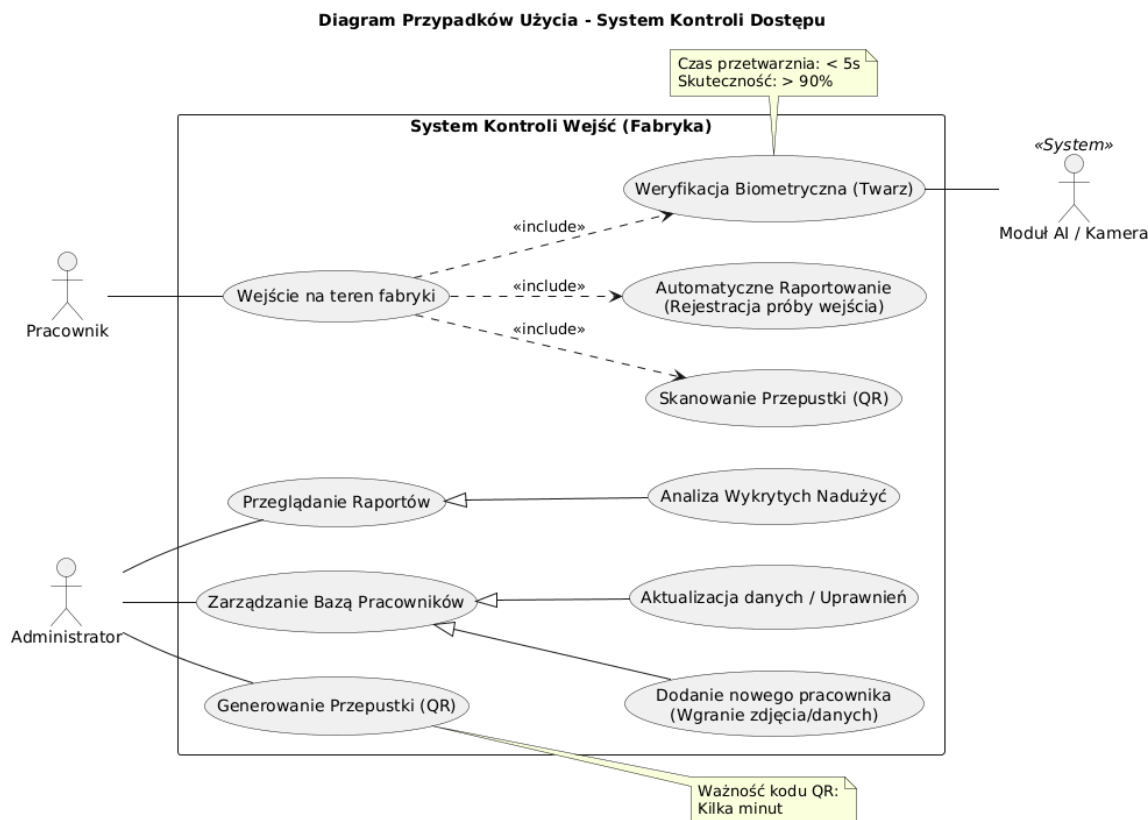 Diagram Przypadków Użycia - System Kontroli Dostępu
Czas przetwarznia: < 5s
Skuteczność: > 90%
System Kontroli Wejść (Fabryka)
«System»
Weryfikacja Biometryczna (Twarz)
Moduł AI / Kamera
«include»
Wejście na teren fabryki
«include»
Automatyczne Raportowanie
(Rejestracja próby wejścia)
Pracownik
«include»
Skanowanie Przepustki (QR)
Przeglądanie Raportów
Analiza Wykrytych Nadużyć
Zarządzanie Bazą Pracowników
Aktualizacja danych / Uprawnień
Administrator
Generowanie Przepustki (QR)
Dodanie nowego pracownika
(Wgranie zdjęcia/danych)
Ważność kodu QR:
Kilka minut